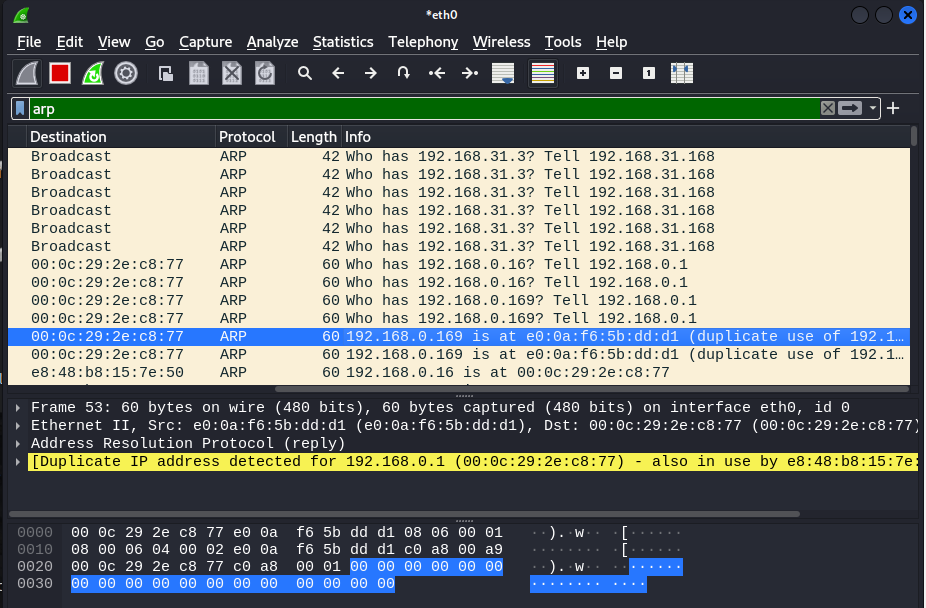 *eth0
File Edit View Go Capture Analyze Statistics Telephony Wireless Tools Help
arp
Destination Protocol Length Info
Broadcast ARP 42 Who has 192.168.31.3? Tell 192.168.31.168
Broadcast ARP 42 Who has 192.168.31.3? Tell 192.168.31.168
Broadcast ARP 42 Who has 192.168.31.3? Tell 192.168.31.168
Broadcast ARP 42 Who has 192.168.31.3? Tell 192.168.31.168
Broadcast ARP 42 Who has 192.168.31.3? Tell 192.168.31.168
Broadcast ARP 42 Who has 192.168.31.3? Tell 192.168.31.168
00:0c:29:2e:c8:77 ARP 60 Who has 192.168.0.16? Tell 192.168.0.1
00:0c:29:2e:c8:77 ARP 60 Who has 192.168.0.16? Tell 192.168.0.1
00:0c:29:2e:c8:77 ARP 60 Who has 192.168.0.169? Tell 192.168.0.1
00:0c:29:2e:c8:77 ARP 60 Who has 192.168.0.169? Tell 192.168.0.1
00:0c:29:2e:c8:77 ARP 60 192.168.0.169 is at e0:0a:f6:5b:dd:d1 (duplicate use of 192.1…
00:0c:29:2e:c8:77 ARP 60 192.168.0.169 is at e0:0a:f6:5b:dd:d1 (duplicate use of 192.1…
e8:48:b8:15:7e:50 ARP 60 192.168.0.16 is at 00:0c:29:2e:c8:77
Frame 53: 60 bytes on wire (480 bits), 60 bytes captured (480 bits) on interface eth0, id 0
Ethernet II, Src: e0:0a:f6:5b:dd:d1 (e0:0a:f6:5b:dd:d1), Dst: 00:0c:29:2e:c8:77 (00:0c:29:2e:c8:77)
Address Resolution Protocol (reply)
[Duplicate IP address detected for 192.168.0.1 (00:0c:29:2e:c8:77) - also in use by e8:48:b8:15:7e:
0000 00 0c 29 2e c8 77 e0 0a f6 5b dd d1 08 06 00 01 ··).·w·· ·[······
0010 08 00 06 04 00 02 e0 0a f6 5b dd d1 c0 a8 00 a9 ········ ·[······
0020 00 0c 29 2e c8 77 c0 a8 00 01 00 00 00 00 00 00 ··).·w·· ········
0030 00 00 00 00 00 00 00 00 00 00 00 00 ········ ····